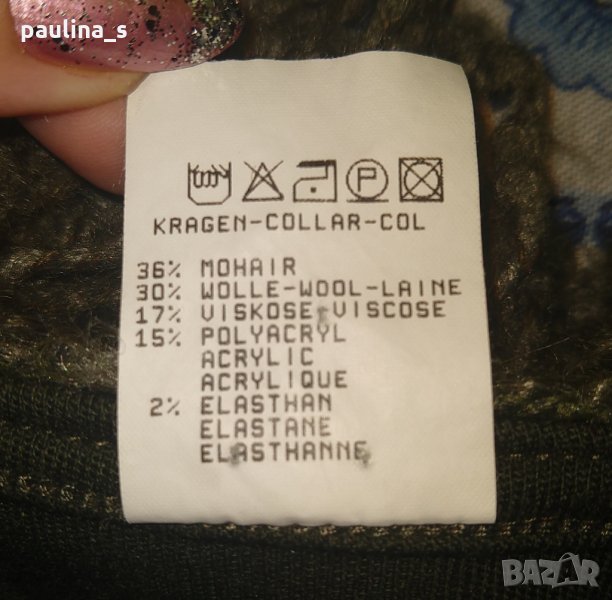 paulina_s
P
KRAGEN-COLLAR-COL
36% MOHAIR
30% WOLLE-WOOL-LAINE
17% VISKOSE-VISCOSE
15% POLYACRYL
ACRYLIC
ACRYLIQUE
2% ELASTHAN
ELASTANE
ELASTHANNE
BAZAR